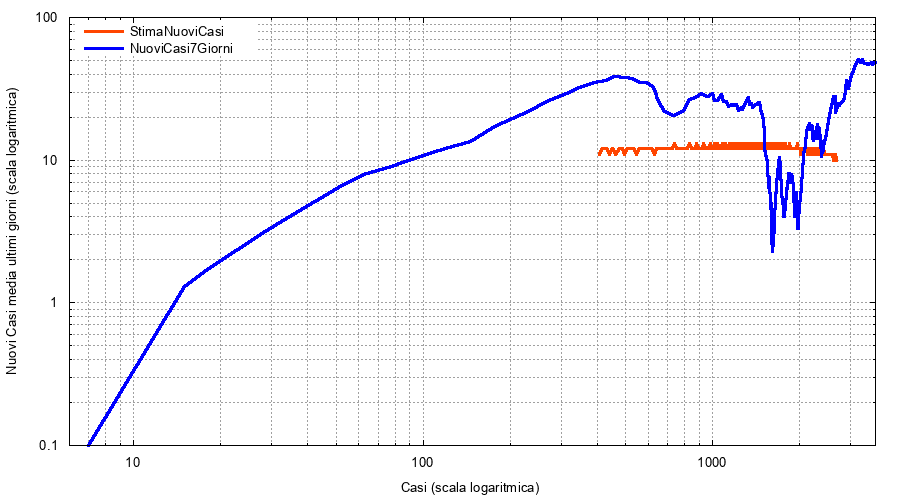 StimaNuoviCasi
NuoviCasi7Giorni
Nuovi Casi media ultimi giorni (scala logaritmica)
100
10
1
0.1
10
100
1000
Casi (scala logaritmica)